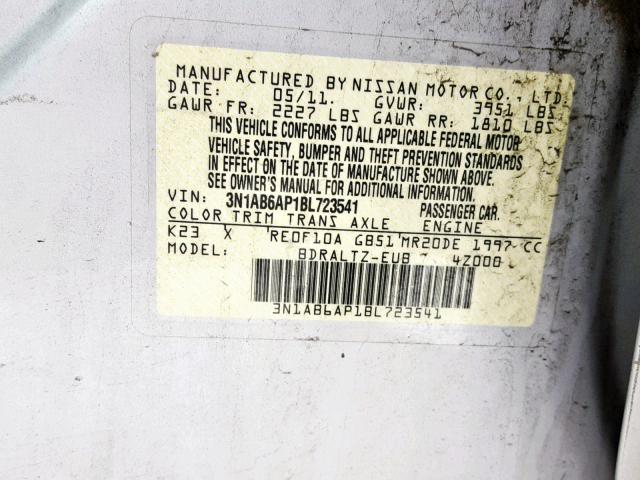 MANUFACTURED BY NISSAN MOTOR CO., LTD.
DATE: 05/11. GVWR: 3951 LBS
GAWR FR: 2227 LBS GAWR RR: 1810 LBS
THIS VEHICLE CONFORMS TO ALL APPLICABLE FEDERAL MOTOR
VEHICLE SAFETY, BUMPER AND THEFT PREVENTION STANDARDS
IN EFFECT ON THE DATE OF MANUFACTURE SHOWN ABOVE.
SEE OWNER'S MANUAL FOR ADDITIONAL INFORMATION.
VIN: 3N1AB6AP1BL723541 PASSENGER CAR.
COLOR TRIM TRANS AXLE ENGINE
K23 X RE0F10A GB51 MR20DE 1997 CC
MODEL: BDRALTZ-EUB 4Z000
3N1AB6AP1BL723541